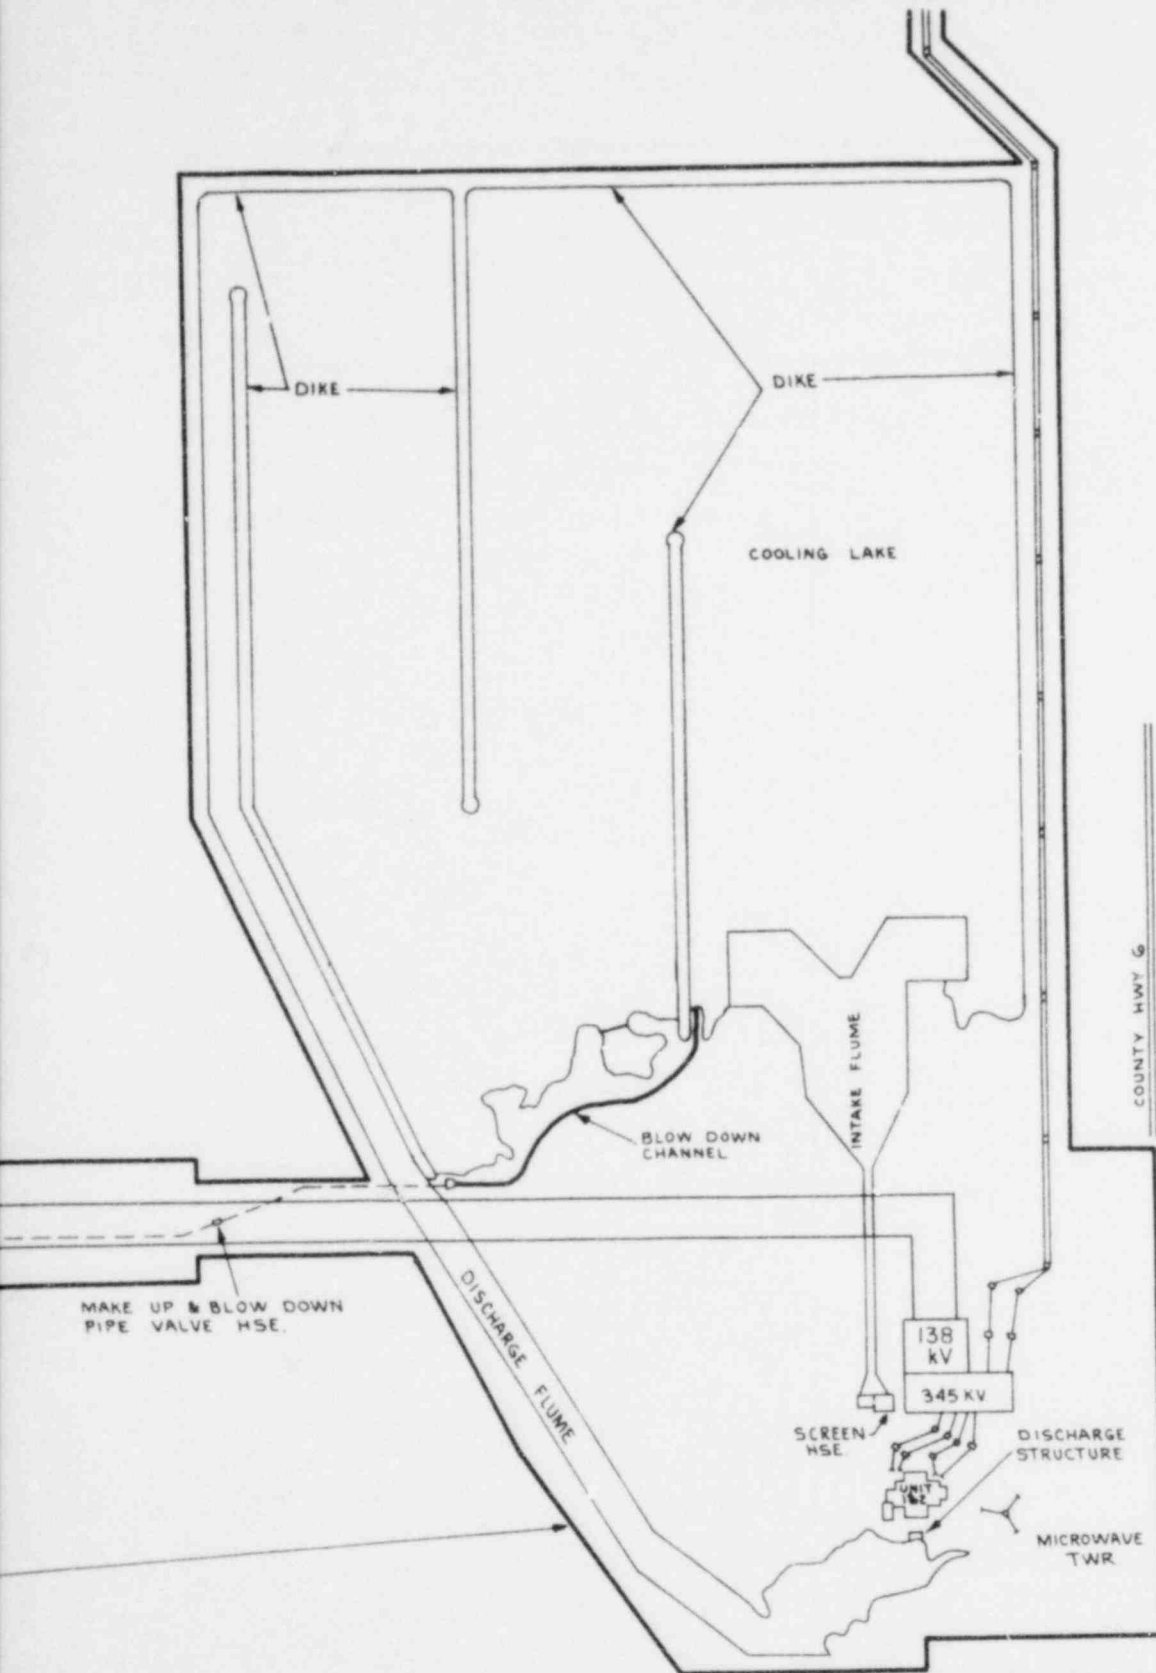 DIKE
DIKE
COOLING LAKE
COUNTY HWY 6
INTAKE FLUME
BLOW DOWN
CHANNEL
MAKE UP & BLOW DOWN
PIPE VALVE HSE.
DISCHARGE FLUME
138
kV
345 KV
SCREEN
HSE.
DISCHARGE
STRUCTURE
UNIT
1&2
MICROWAVE
TWR